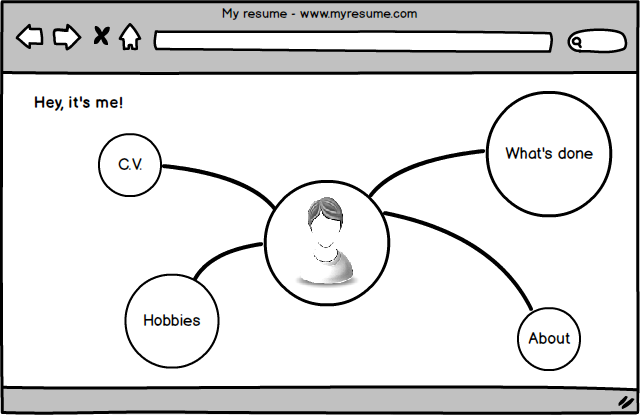 My resume - www.myresume.com
Hey, it's me!
C.V.
What's done
Hobbies
About